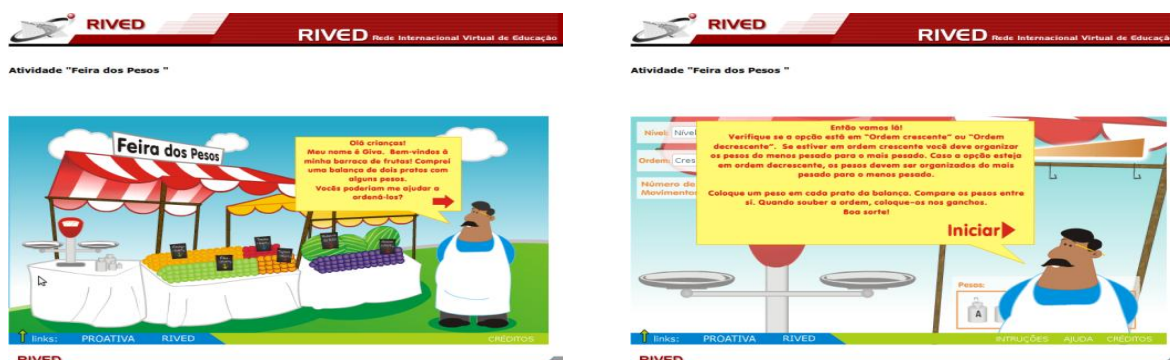 RIVED
RIVED Rede Internacional Virtual de Educação
Atividade "Feira dos Pesos "
Feira dos Pesos
Olá crianças!
Meu nome é Giva. Bem-vindos à
minha barraca de frutas! Comprei
uma balança de dois pratos com
alguns pesos.
Vocês poderiam me ajudar a
ordená-los?
links: PROATIVA RIVED
CRÉDITOS
RIVED
RIVED
RIVED Rede Internacional Virtual de Educaçã
Atividade "Feira dos Pesos "
Nível: Nível
Ordem: Cres
Número de
Movimentos
Então vamos lá!
Verifique se a opção está em "Ordem crescente" ou "Ordem
decrescente". Se estiver em ordem crescente você deve organizar
os pesos do menos pesado para o mais pesado. Caso a opção esteja
em ordem decrescente, os pesos devem ser organizados do mais
pesado para o menos pesado.
Coloque um peso em cada prato da balança. Compare os pesos entre
si. Quando souber a ordem, coloque-os nos ganchos.
Boa sorte!
Iniciar
Pesos:
A
links: PROATIVA RIVED
INTRUÇÕES AJUDA CRÉDITOS
RIVED